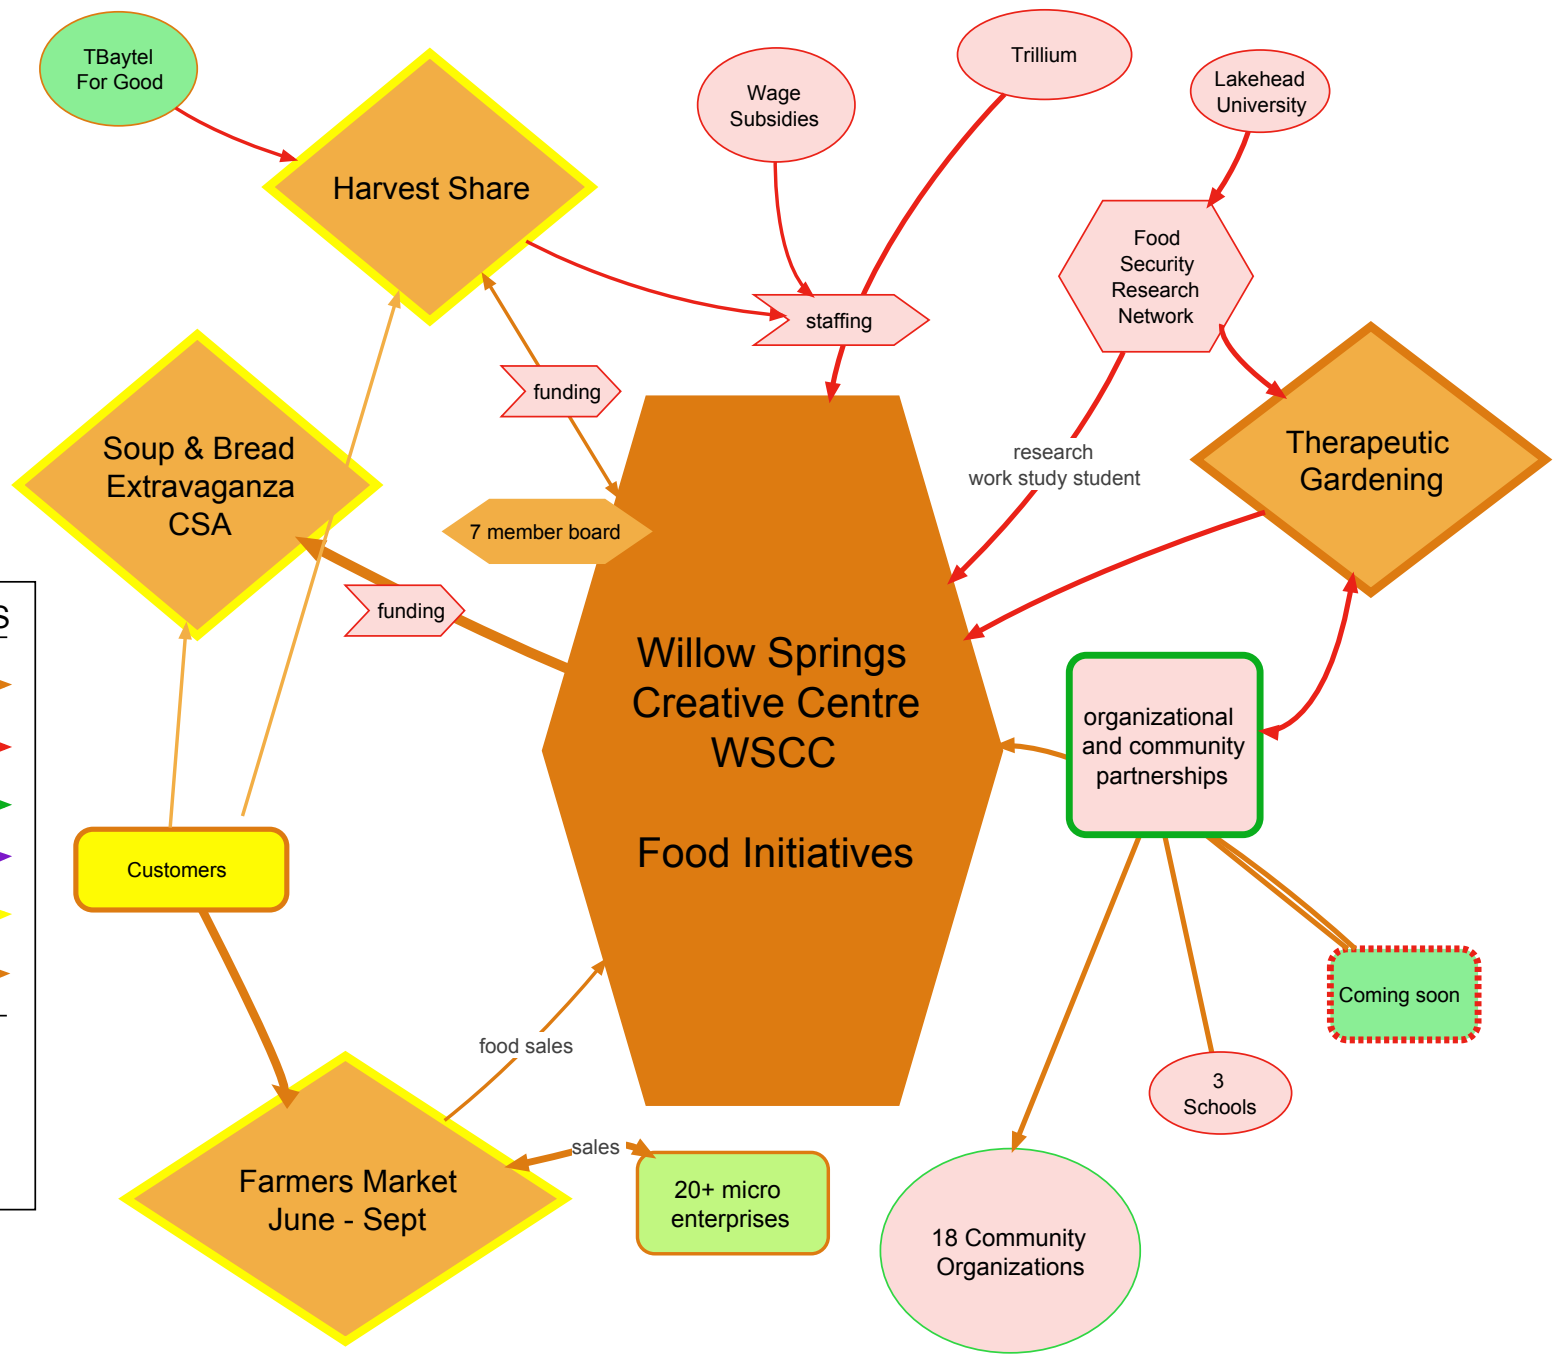 TBaytel
For Good
Trillium
Wage
Subsidies
Lakehead
University
Harvest Share
Food
Security
Research
Network
staffing
funding
Soup & Bread
Extravaganza
CSA
research
work study student
Therapeutic
Gardening
7 member board
funding
S
Willow Springs
Creative Centre
WSCC
Food Initiatives
organizational
and community
partnerships
Customers
Coming soon
food sales
3
Schools
sales
Farmers Market
June - Sept
20+ micro
enterprises
18 Community
Organizations